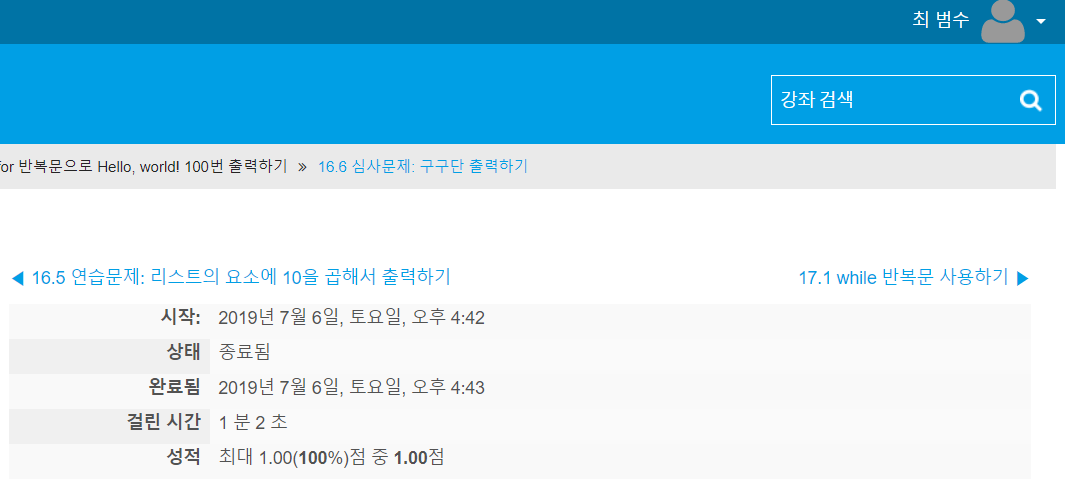 최 범수
강좌 검색
for 반복문으로 Hello, world! 100번 출력하기 » 16.6 심사문제: 구구단 출력하기
◀ 16.5 연습문제: 리스트의 요소에 10을 곱해서 출력하기 17.1 while 반복문 사용하기 ▶
시작: 2019년 7월 6일, 토요일, 오후 4:42
상태 종료됨
완료됨 2019년 7월 6일, 토요일, 오후 4:43
걸린 시간 1 분 2 초
성적 최대 1.00(100%)점 중 1.00점